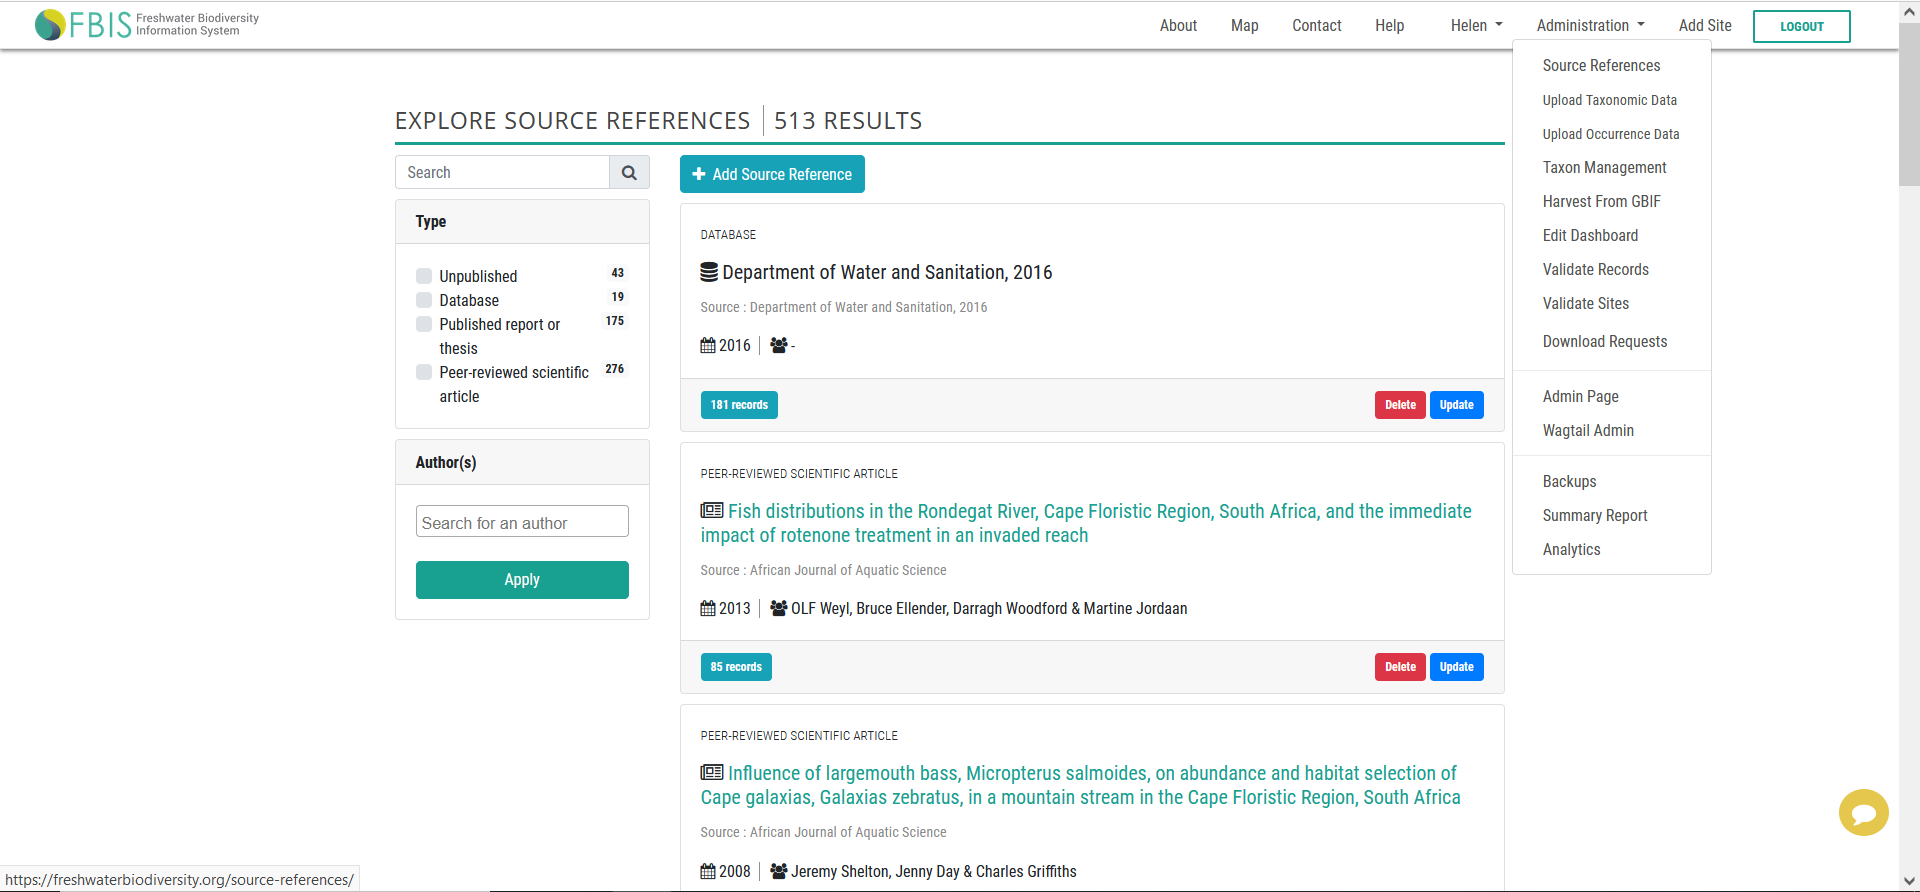 FBIS Freshwater Biodiversity
Information System
About Map Contact Help Helen Administration Add Site LOGOUT
Source References
Upload Taxonomic Data
Upload Occurrence Data
Taxon Management
Harvest From GBIF
Edit Dashboard
Validate Records
Validate Sites
Download Requests
Admin Page
Wagtail Admin
Backups
Summary Report
Analytics
EXPLORE SOURCE REFERENCES 513 RESULTS
Search
Type
Unpublished 43
Database 19
Published report or 175
thesis
Peer-reviewed scientific 276
article
Author(s)
Search for an author
Apply
Add Source Reference
DATABASE
Department of Water and Sanitation, 2016
Source : Department of Water and Sanitation, 2016
2016 -
181 records Delete Update
PEER-REVIEWED SCIENTIFIC ARTICLE
Fish distributions in the Rondegat River, Cape Floristic Region, South Africa, and the immediate
impact of rotenone treatment in an invaded reach
Source : African Journal of Aquatic Science
2013 OLF Weyl, Bruce Ellender, Darragh Woodford & Martine Jordaan
85 records Delete Update
PEER-REVIEWED SCIENTIFIC ARTICLE
Influence of largemouth bass, Micropterus salmoides, on abundance and habitat selection of
Cape galaxias, Galaxias zebratus, in a mountain stream in the Cape Floristic Region, South Africa
Source : African Journal of Aquatic Science
2008 Jeremy Shelton, Jenny Day & Charles Griffiths
https://freshwaterbiodiversity.org/source-references/